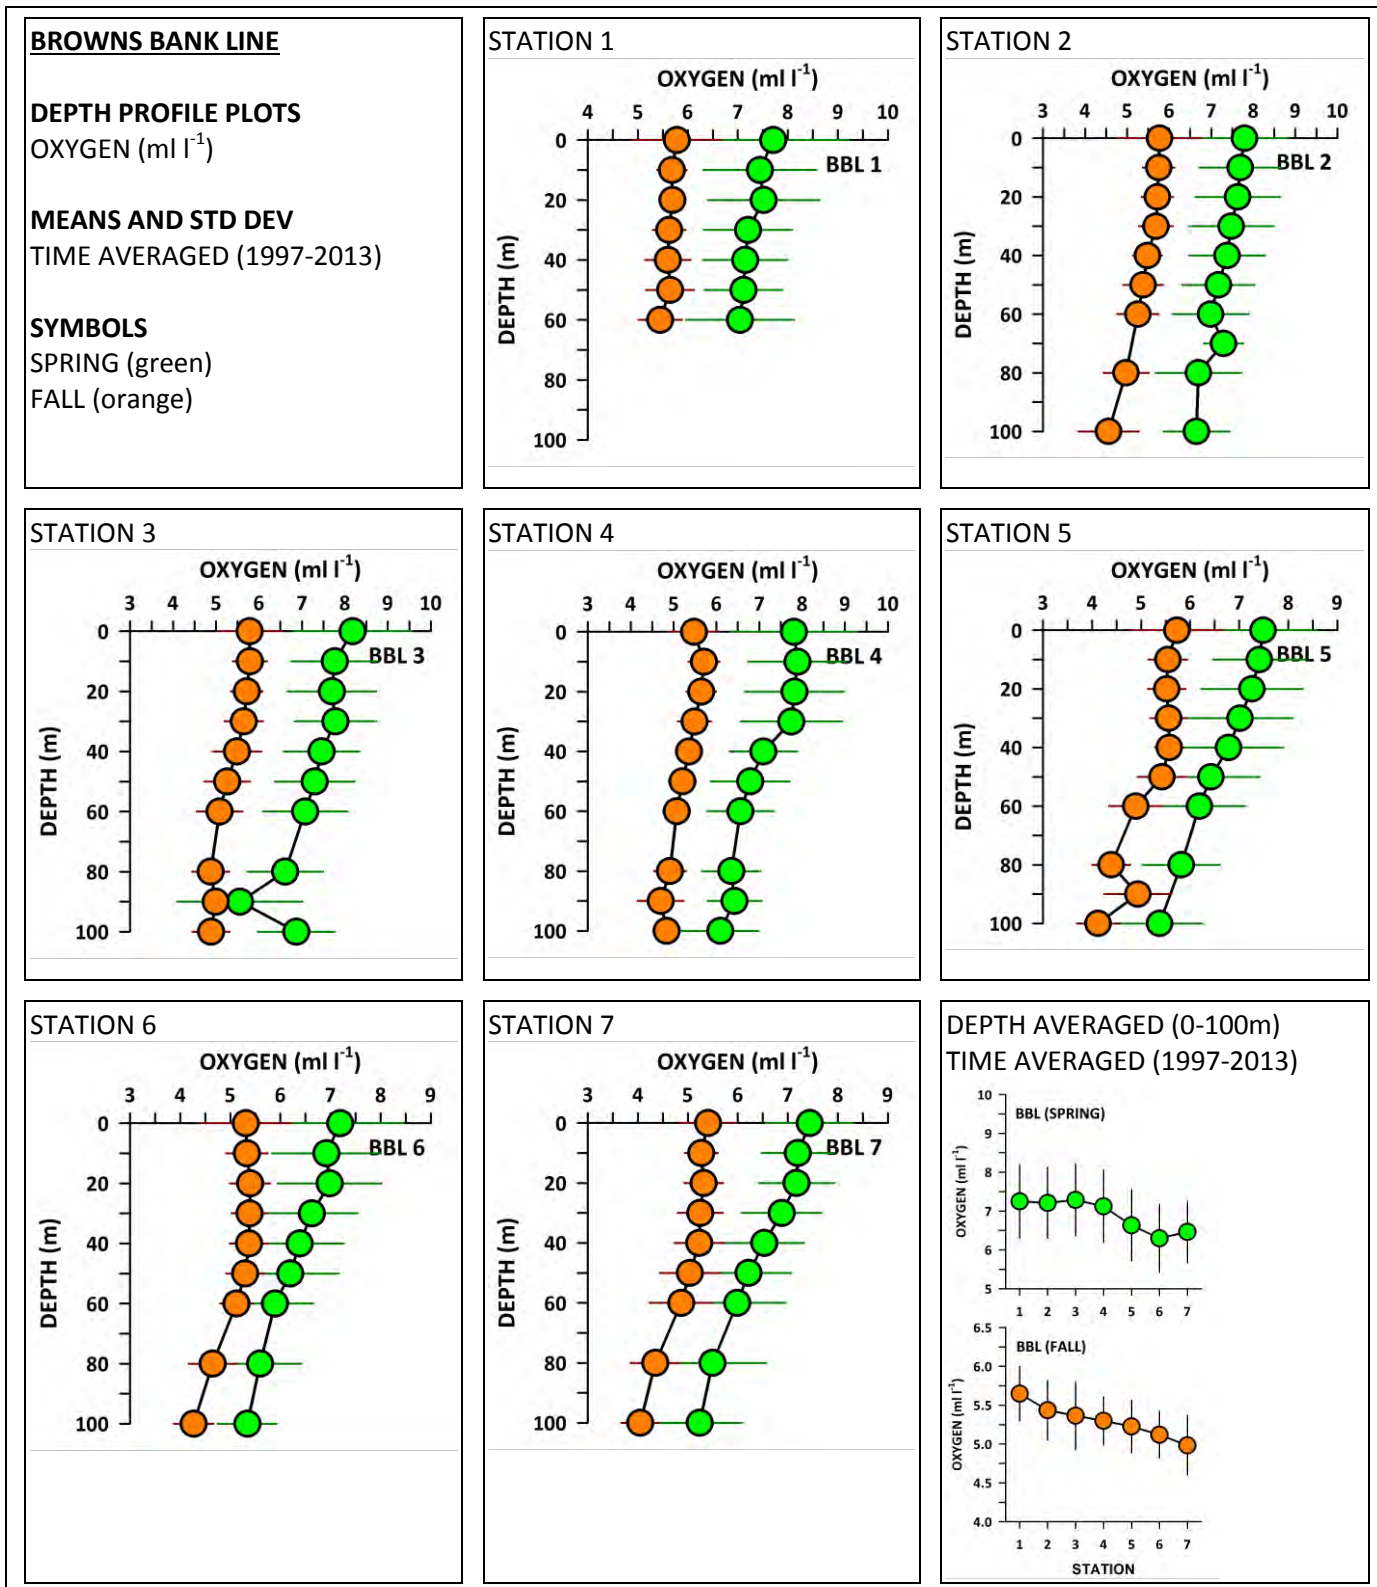 BROWNS BANK LINE
DEPTH PROFILE PLOTS
OXYGEN (ml l⁻¹)
MEANS AND STD DEV
TIME AVERAGED (1997-2013)
SYMBOLS
SPRING (green)
FALL (orange)
STATION 1
OXYGEN (ml l⁻¹)
4 5 6 7 8 9 10
BBL 1
DEPTH (m)
0
20
40
60
80
100
STATION 2
OXYGEN (ml l⁻¹)
3 4 5 6 7 8 9 10
BBL 2
DEPTH (m)
0
20
40
60
80
100
STATION 3
OXYGEN (ml l⁻¹)
3 4 5 6 7 8 9 10
BBL 3
DEPTH (m)
0
20
40
60
80
100
STATION 4
OXYGEN (ml l⁻¹)
3 4 5 6 7 8 9 10
BBL 4
DEPTH (m)
0
20
40
60
80
100
STATION 5
OXYGEN (ml l⁻¹)
3 4 5 6 7 8 9
BBL 5
DEPTH (m)
0
20
40
60
80
100
STATION 6
OXYGEN (ml l⁻¹)
3 4 5 6 7 8 9
BBL 6
DEPTH (m)
0
20
40
60
80
100
STATION 7
OXYGEN (ml l⁻¹)
3 4 5 6 7 8 9
BBL 7
DEPTH (m)
0
20
40
60
80
100
DEPTH AVERAGED (0-100m)
TIME AVERAGED (1997-2013)
BBL (SPRING)
OXYGEN (ml l⁻¹)
10
9
8
7
6
5
1 2 3 4 5 6 7
BBL (FALL)
OXYGEN (ml l⁻¹)
6.5
6.0
5.5
5.0
4.5
4.0
1 2 3 4 5 6 7
STATION